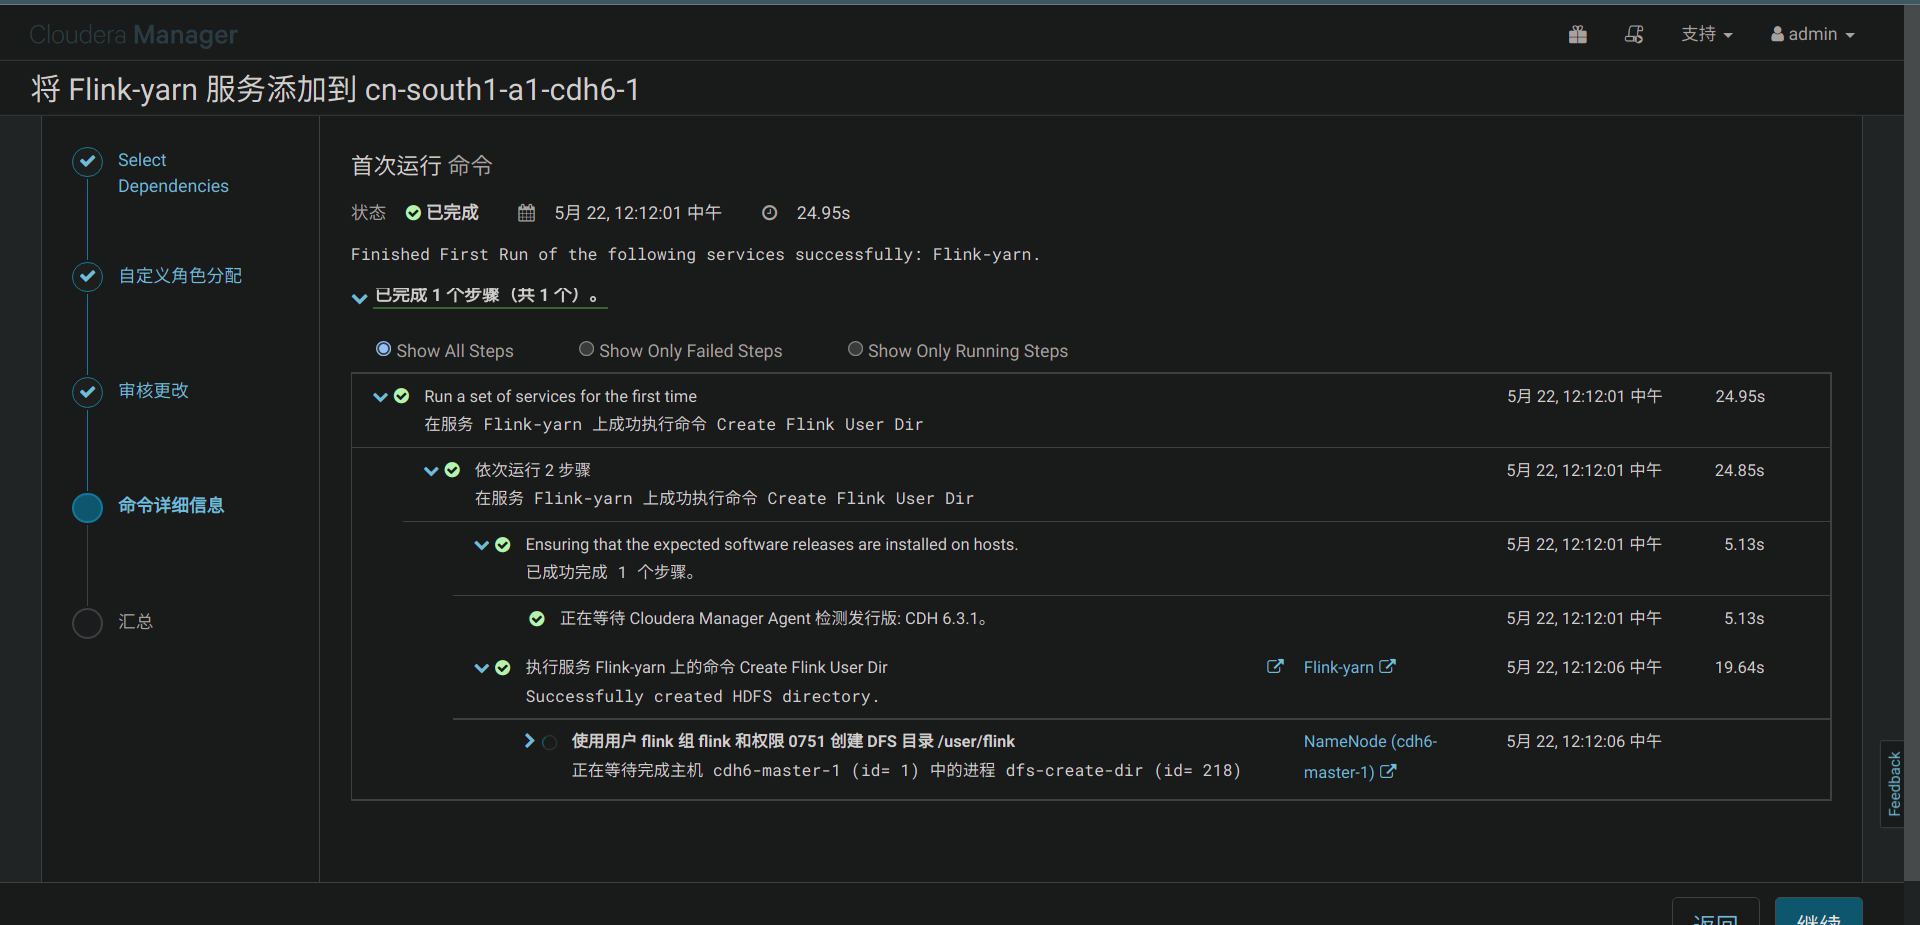 Cloudera Manager
支持
admin
将 Flink-yarn 服务添加到 cn-south1-a1-cdh6-1
Select
Dependencies
自定义角色分配
审核更改
命令详细信息
汇总
首次运行 命令
状态 已完成 5月 22, 12:12:01 中午 24.95s
Finished First Run of the following services successfully: Flink-yarn.
已完成 1 个步骤（共 1 个）。
Show All Steps Show Only Failed Steps Show Only Running Steps
Run a set of services for the first time 5月 22, 12:12:01 中午 24.95s
在服务 Flink-yarn 上成功执行命令 Create Flink User Dir
依次运行 2 步骤 5月 22, 12:12:01 中午 24.85s
在服务 Flink-yarn 上成功执行命令 Create Flink User Dir
Ensuring that the expected software releases are installed on hosts. 5月 22, 12:12:01 中午 5.13s
已成功完成 1 个步骤。
正在等待 Cloudera Manager Agent 检测发行版: CDH 6.3.1。 5月 22, 12:12:01 中午 5.13s
执行服务 Flink-yarn 上的命令 Create Flink User Dir Flink-yarn 5月 22, 12:12:06 中午 19.64s
Successfully created HDFS directory.
使用用户 flink 组 flink 和权限 0751 创建 DFS 目录 /user/flink NameNode (cdh6- 5月 22, 12:12:06 中午
正在等待完成主机 cdh6-master-1 (id= 1) 中的进程 dfs-create-dir (id= 218) master-1)
Feedback
返回 继续